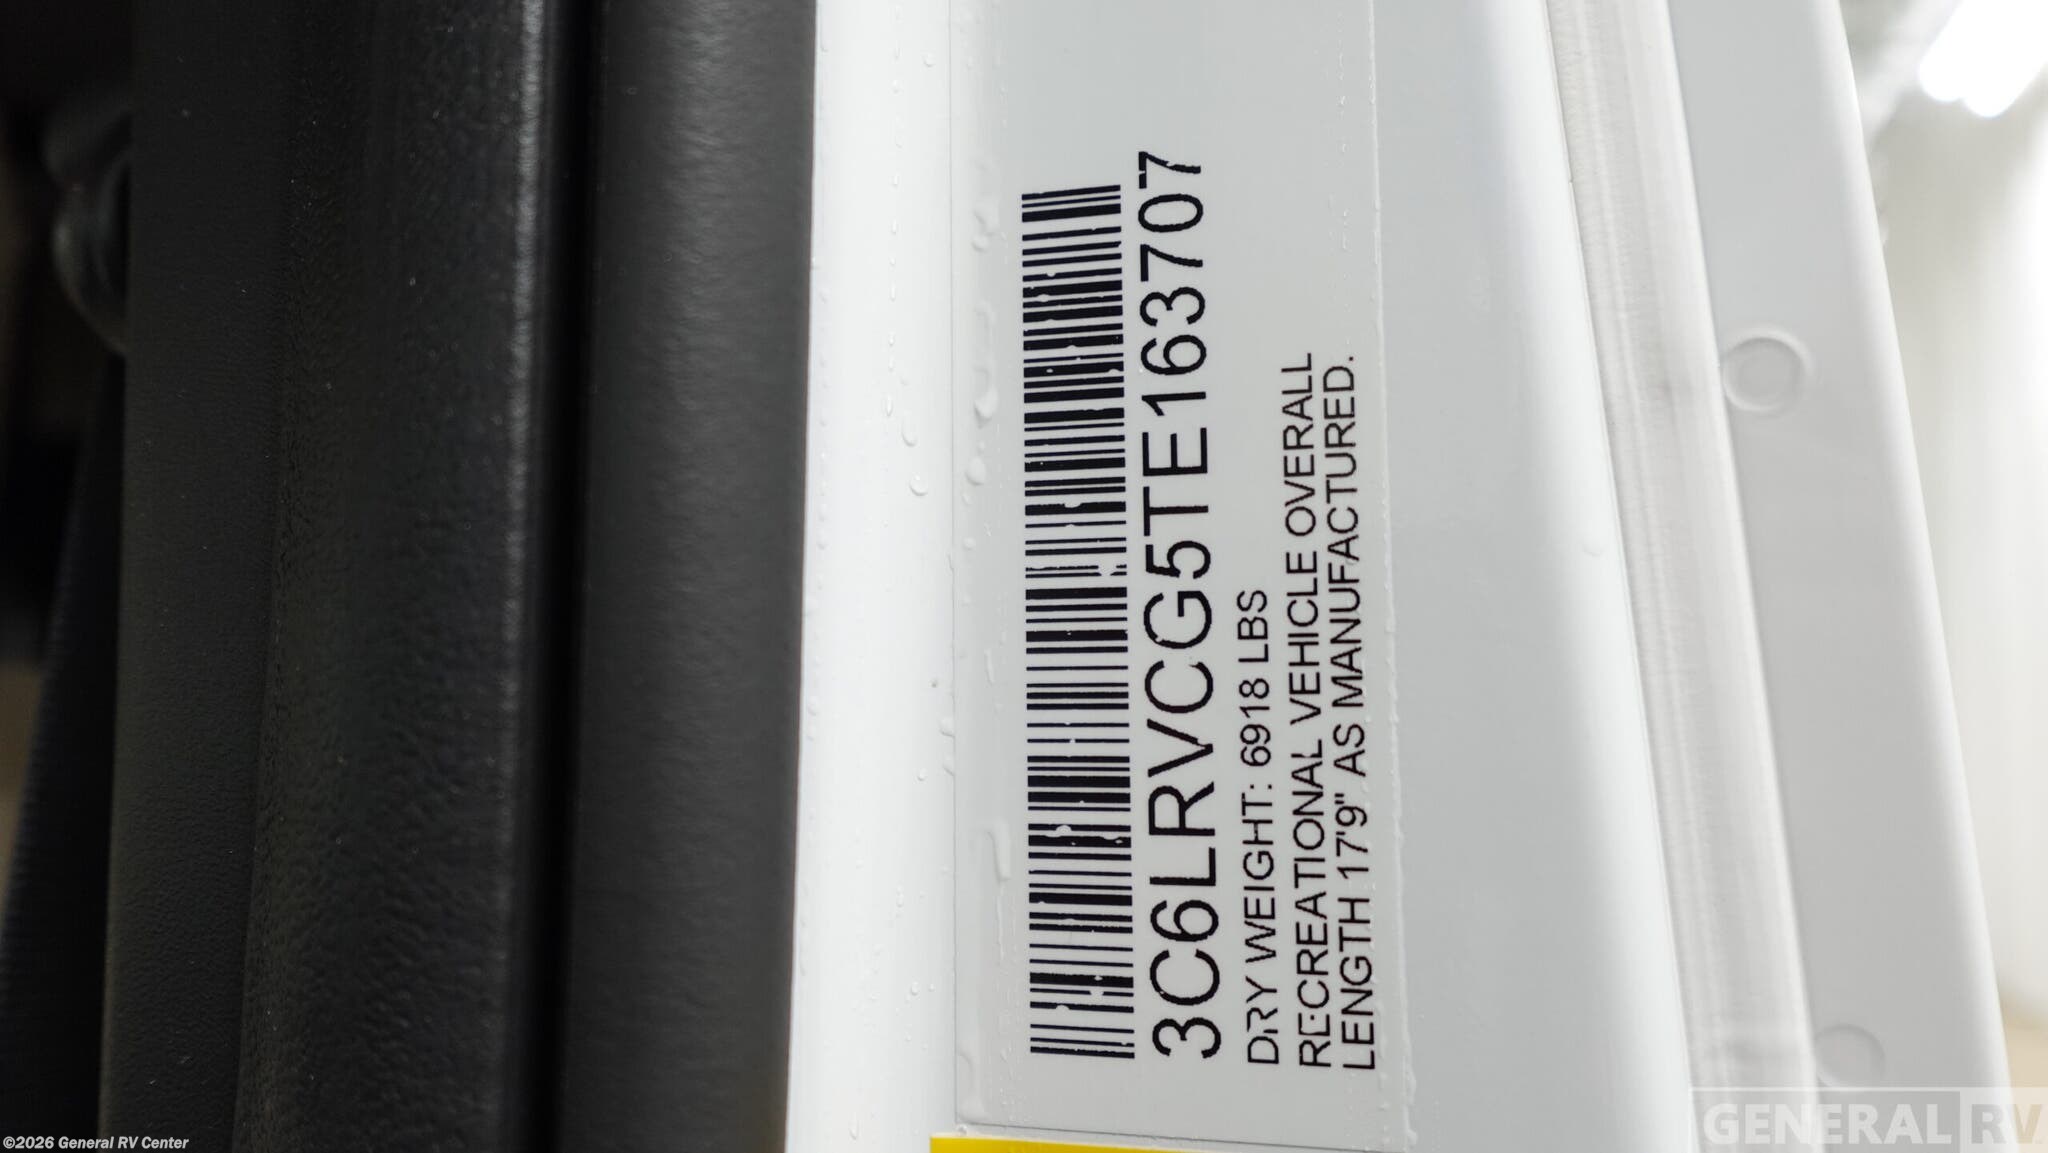 3C6LRVCG5TE163707
DRY WEIGHT: 6918 LBS
RECREATIONAL VEHICLE OVERALL
LENGTH 17'9" AS MANUFACTURED.
©2026 General RV Center
GENERAL RV